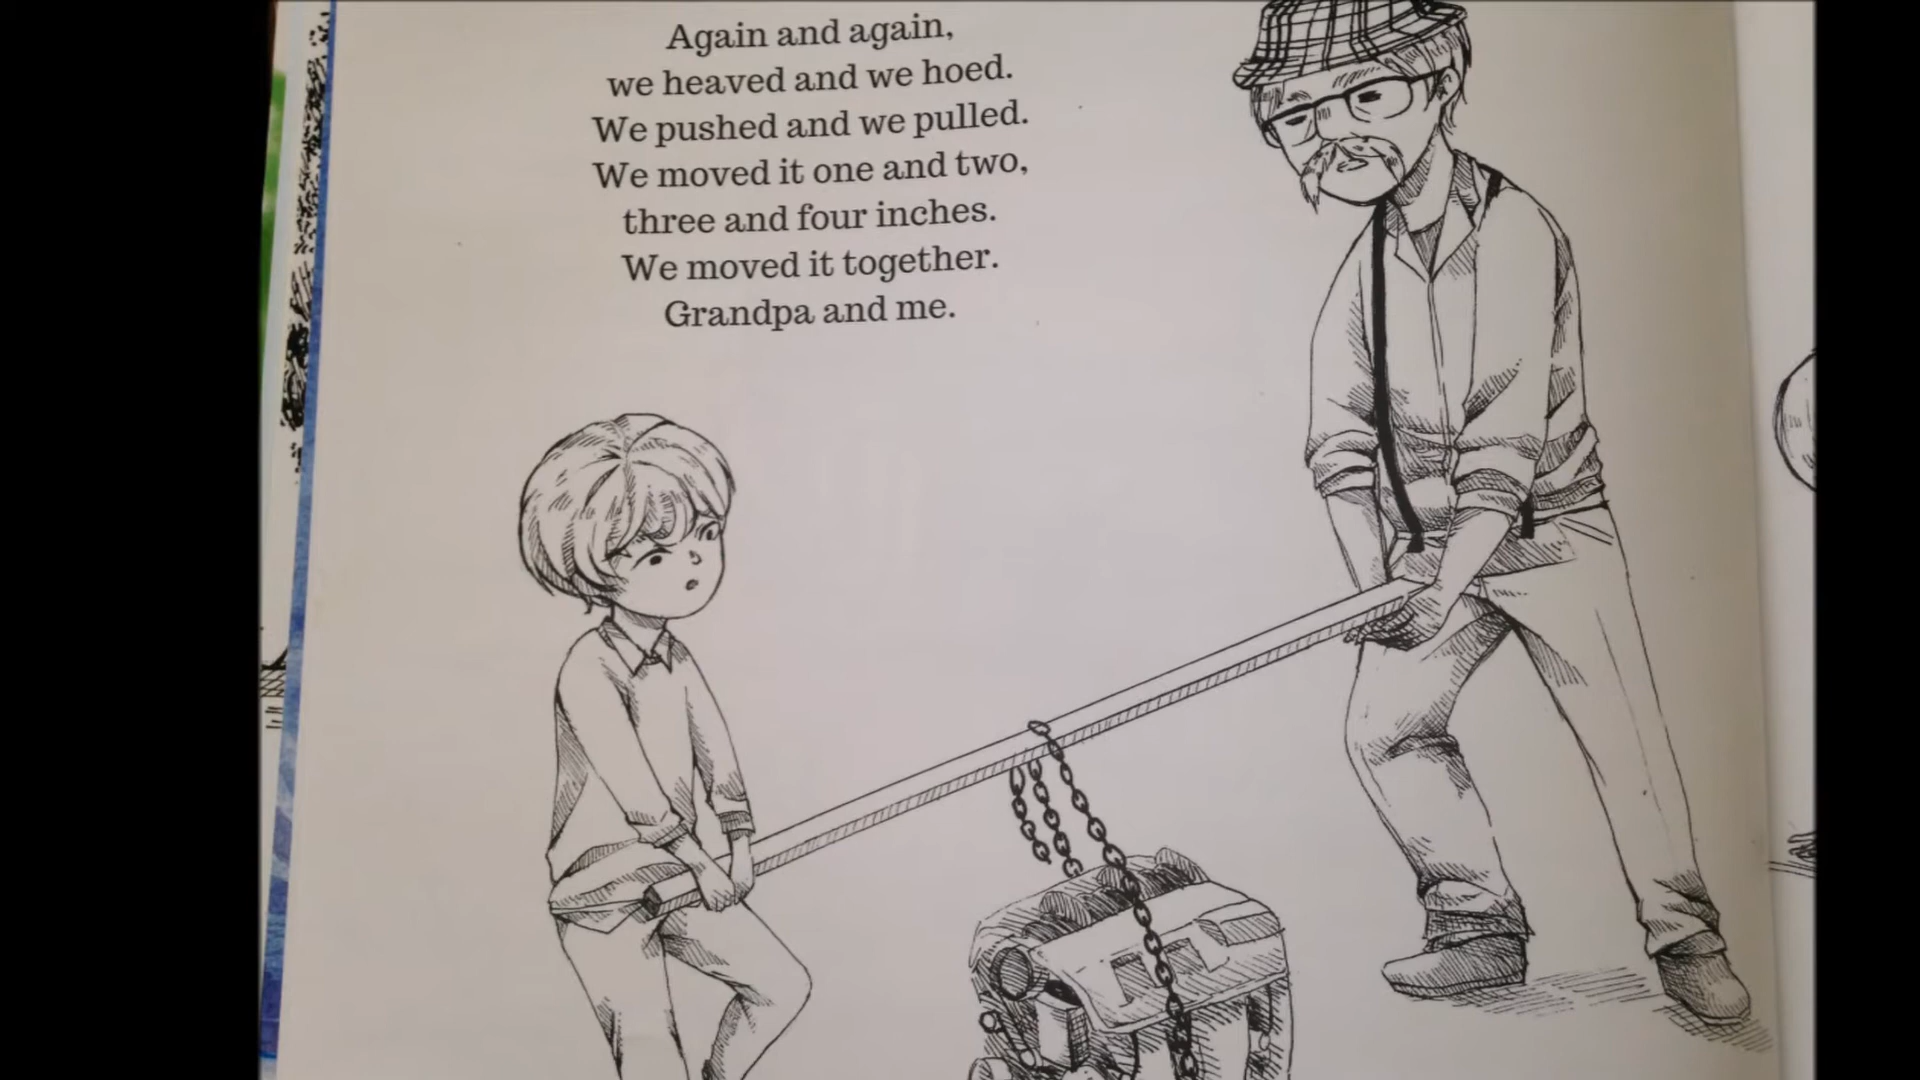 Again and again,
we heaved and we hoed.
We pushed and we pulled.
We moved it one and two,
three and four inches.
We moved it together.
Grandpa and me.